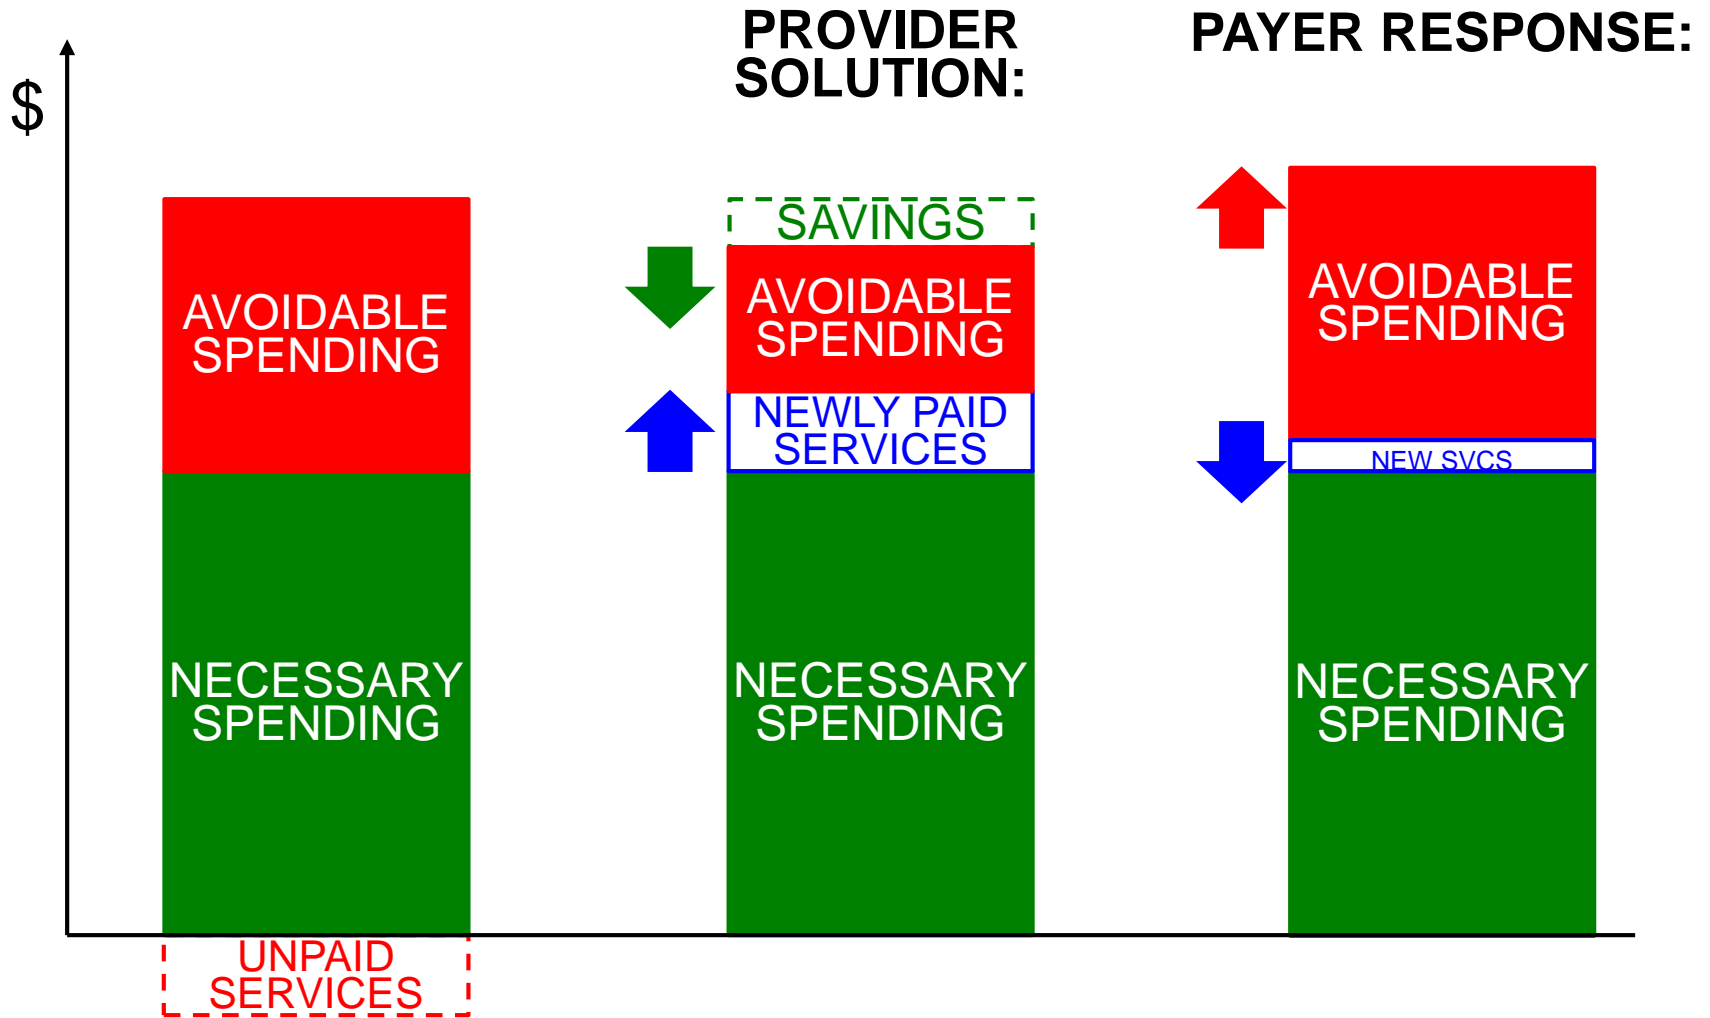 $
PROVIDER
SOLUTION:
PAYER RESPONSE:
AVOIDABLE
SPENDING
NECESSARY
SPENDING
UNPAID
SERVICES
SAVINGS
AVOIDABLE
SPENDING
NEWLY PAID
SERVICES
NECESSARY
SPENDING
AVOIDABLE
SPENDING
NEW SVCS
NECESSARY
SPENDING